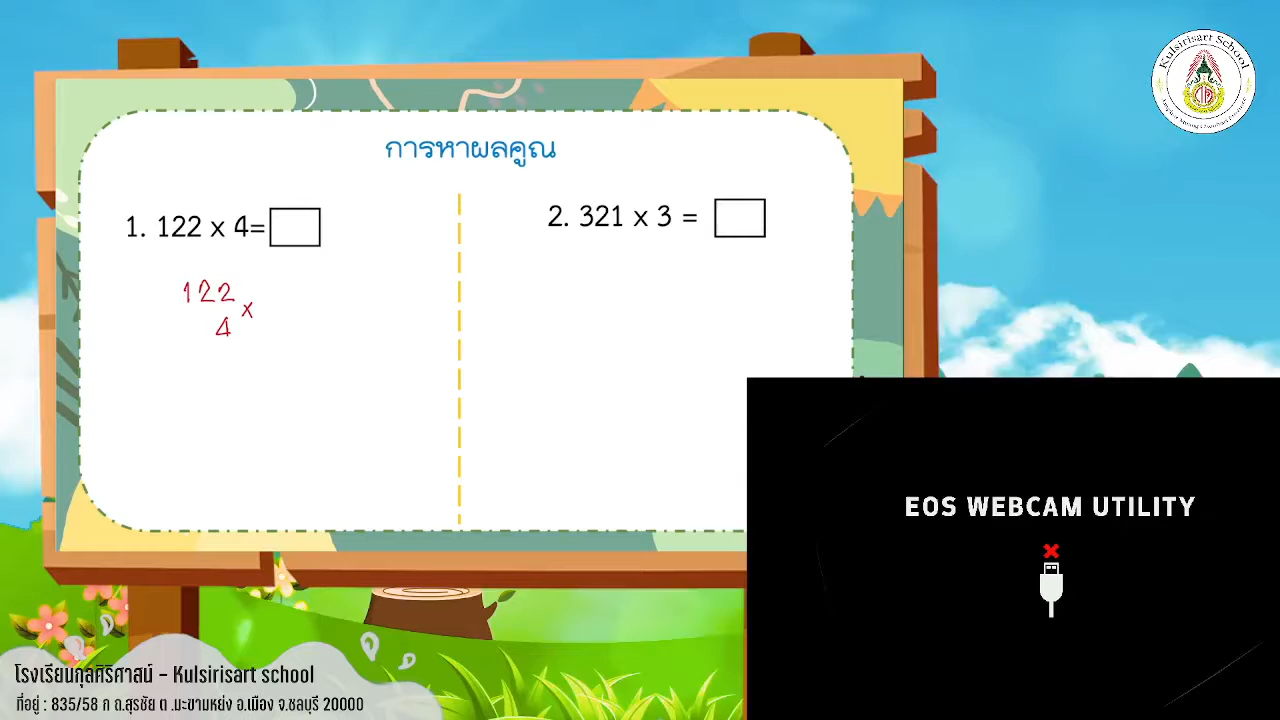 Kulsirisart School
การหาผลคูณ
1. 122 x 4=
2. 321 x 3 =
122
x
4
EOS WEBCAM UTILITY
โรงเรียนกุลศิริศาสน์ - Kulsirisart school
ที่อยู่ : 835/58 ก ถ.สุรชัย ต .มะขามหย่ง อ.เมือง จ.ชลบุรี 20000